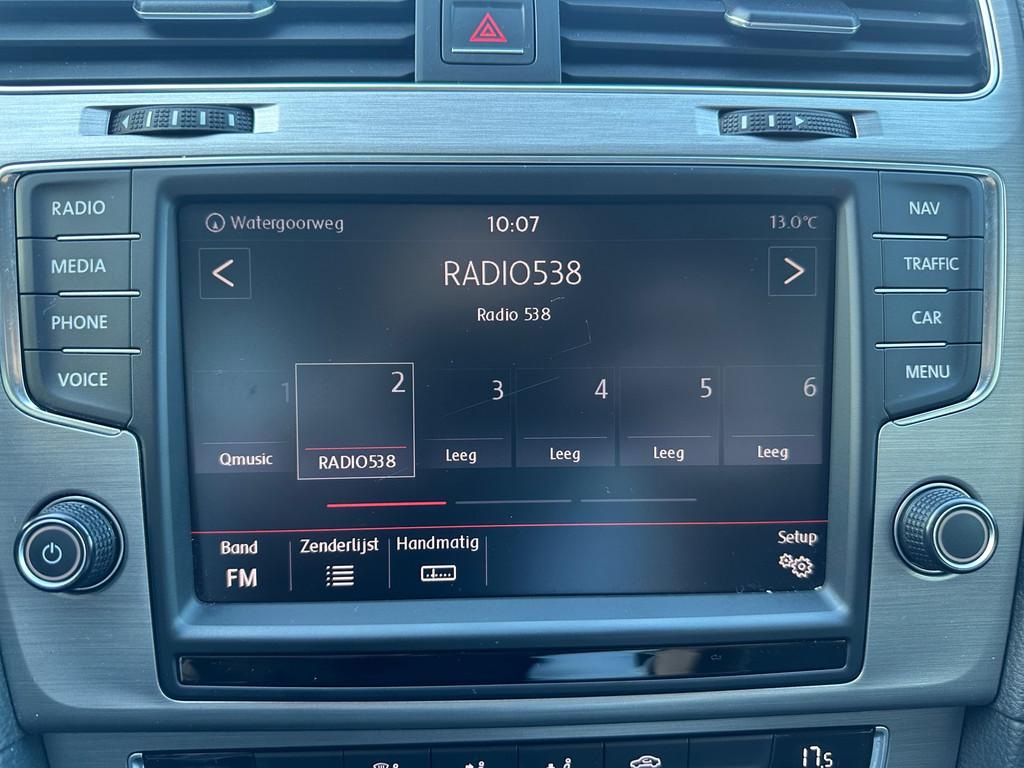 RADIO
MEDIA
PHONE
VOICE
Watergoorweg 10:07 13.0°C
RADIO538
Radio 538
1 2 3 4 5 6
Qmusic RADIO538 Leeg Leeg Leeg Leeg
Band Zenderlijst Handmatig Setup
FM
NAV
TRAFFIC
CAR
MENU
17.5